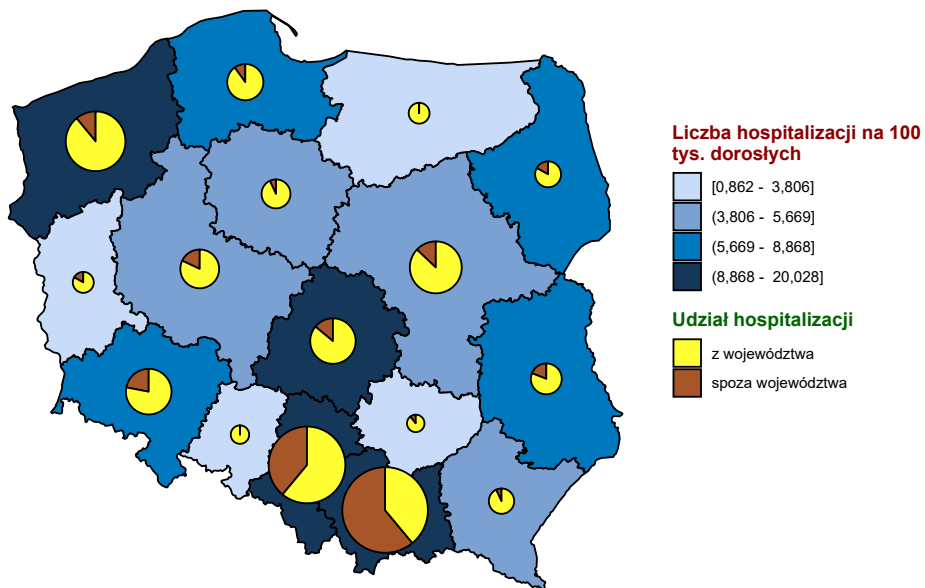 Liczba hospitalizacji na 100
tys. dorosłych
[0,862 - 3,806]
(3,806 - 5,669]
(5,669 - 8,868]
(8,868 - 20,028]
Udział hospitalizacji
z województwa
spoza województwa